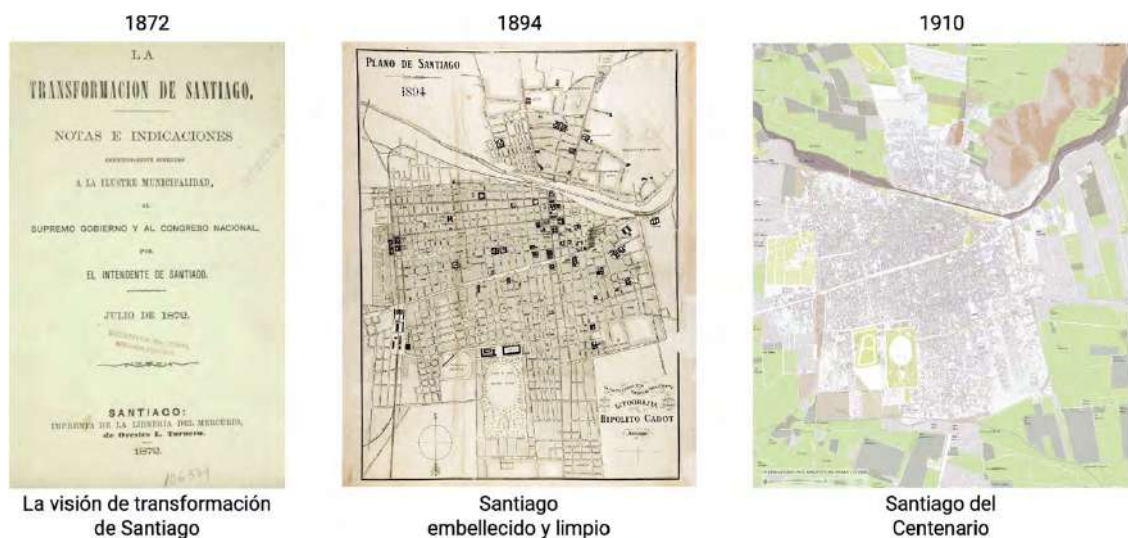 1872
LA
TRANSFORMACION DE SANTIAGO.
NOTAS E INDICACIONES
A LA ILUSTRE MUNICIPALIDAD,
AL
SUPREMO GOBIERNO Y AL CONGRESO NACIONAL,
POR
EL INTENDENTE DE SANTIAGO.
JULIO DE 1872.
SANTIAGO:
IMPRENTA DE LA LIBRERIA DEL MERCURIO,
de Orestes L. Tornero.
1872.
La visión de transformación
de Santiago
1894
PLANO DE SANTIAGO
1894
LITOGRAFIA
HIPOLITO CADOT
Santiago
embellecido y limpio
1910
Santiago del
Centenario